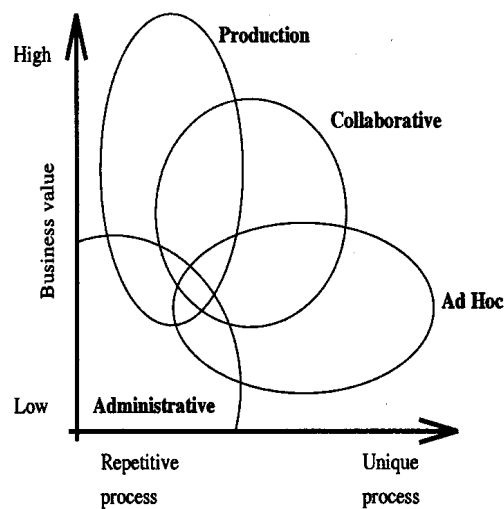 Production
High
Collaborative
Business value
Ad Hoc
Low
Administrative
Repetitive
process
Unique
process